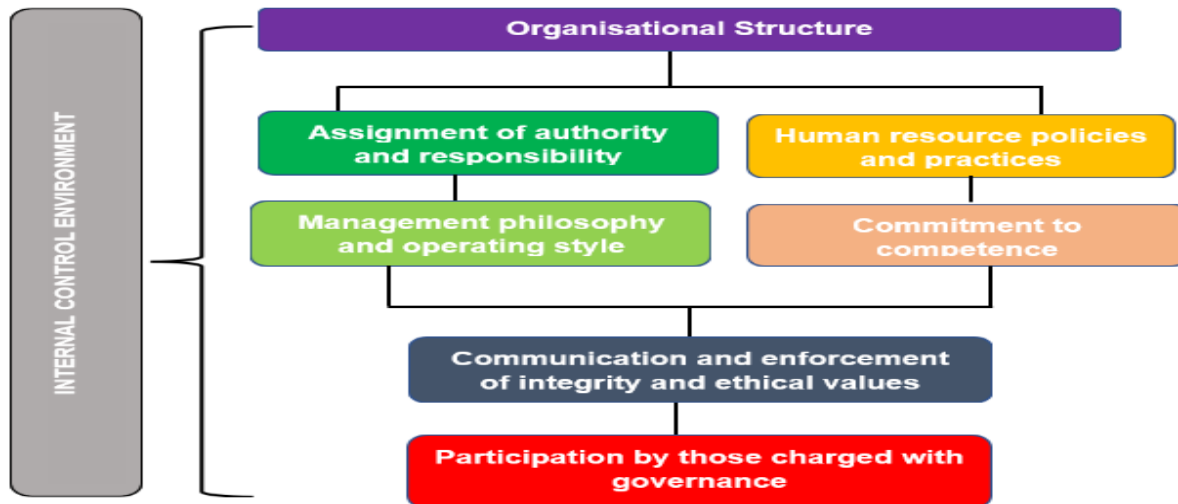 INTERNAL CONTROL ENVIRONMENT
Organisational Structure
Assignment of authority
and responsibility
Human resource policies
and practices
Management philosophy
and operating style
Commitment to
competence
Communication and enforcement
of integrity and ethical values
Participation by those charged with
governance